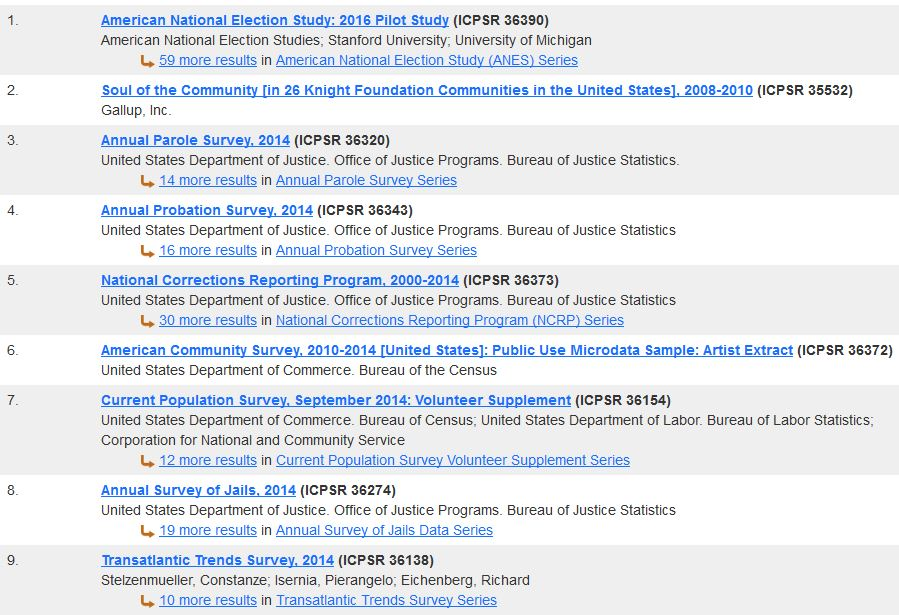 1. American National Election Study: 2016 Pilot Study (ICPSR 36390)
American National Election Studies; Stanford University; University of Michigan
59 more results in American National Election Study (ANES) Series
2. Soul of the Community [in 26 Knight Foundation Communities in the United States], 2008-2010 (ICPSR 35532)
Gallup, Inc.
3. Annual Parole Survey, 2014 (ICPSR 36320)
United States Department of Justice. Office of Justice Programs. Bureau of Justice Statistics.
14 more results in Annual Parole Survey Series
4. Annual Probation Survey, 2014 (ICPSR 36343)
United States Department of Justice. Office of Justice Programs. Bureau of Justice Statistics
16 more results in Annual Probation Survey Series
5. National Corrections Reporting Program, 2000-2014 (ICPSR 36373)
United States Department of Justice. Office of Justice Programs. Bureau of Justice Statistics
30 more results in National Corrections Reporting Program (NCRP) Series
6. American Community Survey, 2010-2014 [United States]: Public Use Microdata Sample: Artist Extract (ICPSR 36372)
United States Department of Commerce. Bureau of the Census
7. Current Population Survey, September 2014: Volunteer Supplement (ICPSR 36154)
United States Department of Commerce. Bureau of Census; United States Department of Labor. Bureau of Labor Statistics;
Corporation for National and Community Service
12 more results in Current Population Survey Volunteer Supplement Series
8. Annual Survey of Jails, 2014 (ICPSR 36274)
United States Department of Justice. Office of Justice Programs. Bureau of Justice Statistics
19 more results in Annual Survey of Jails Data Series
9. Transatlantic Trends Survey, 2014 (ICPSR 36138)
Stelzenmueller, Constanze; Isernia, Pierangelo; Eichenberg, Richard
10 more results in Transatlantic Trends Survey Series